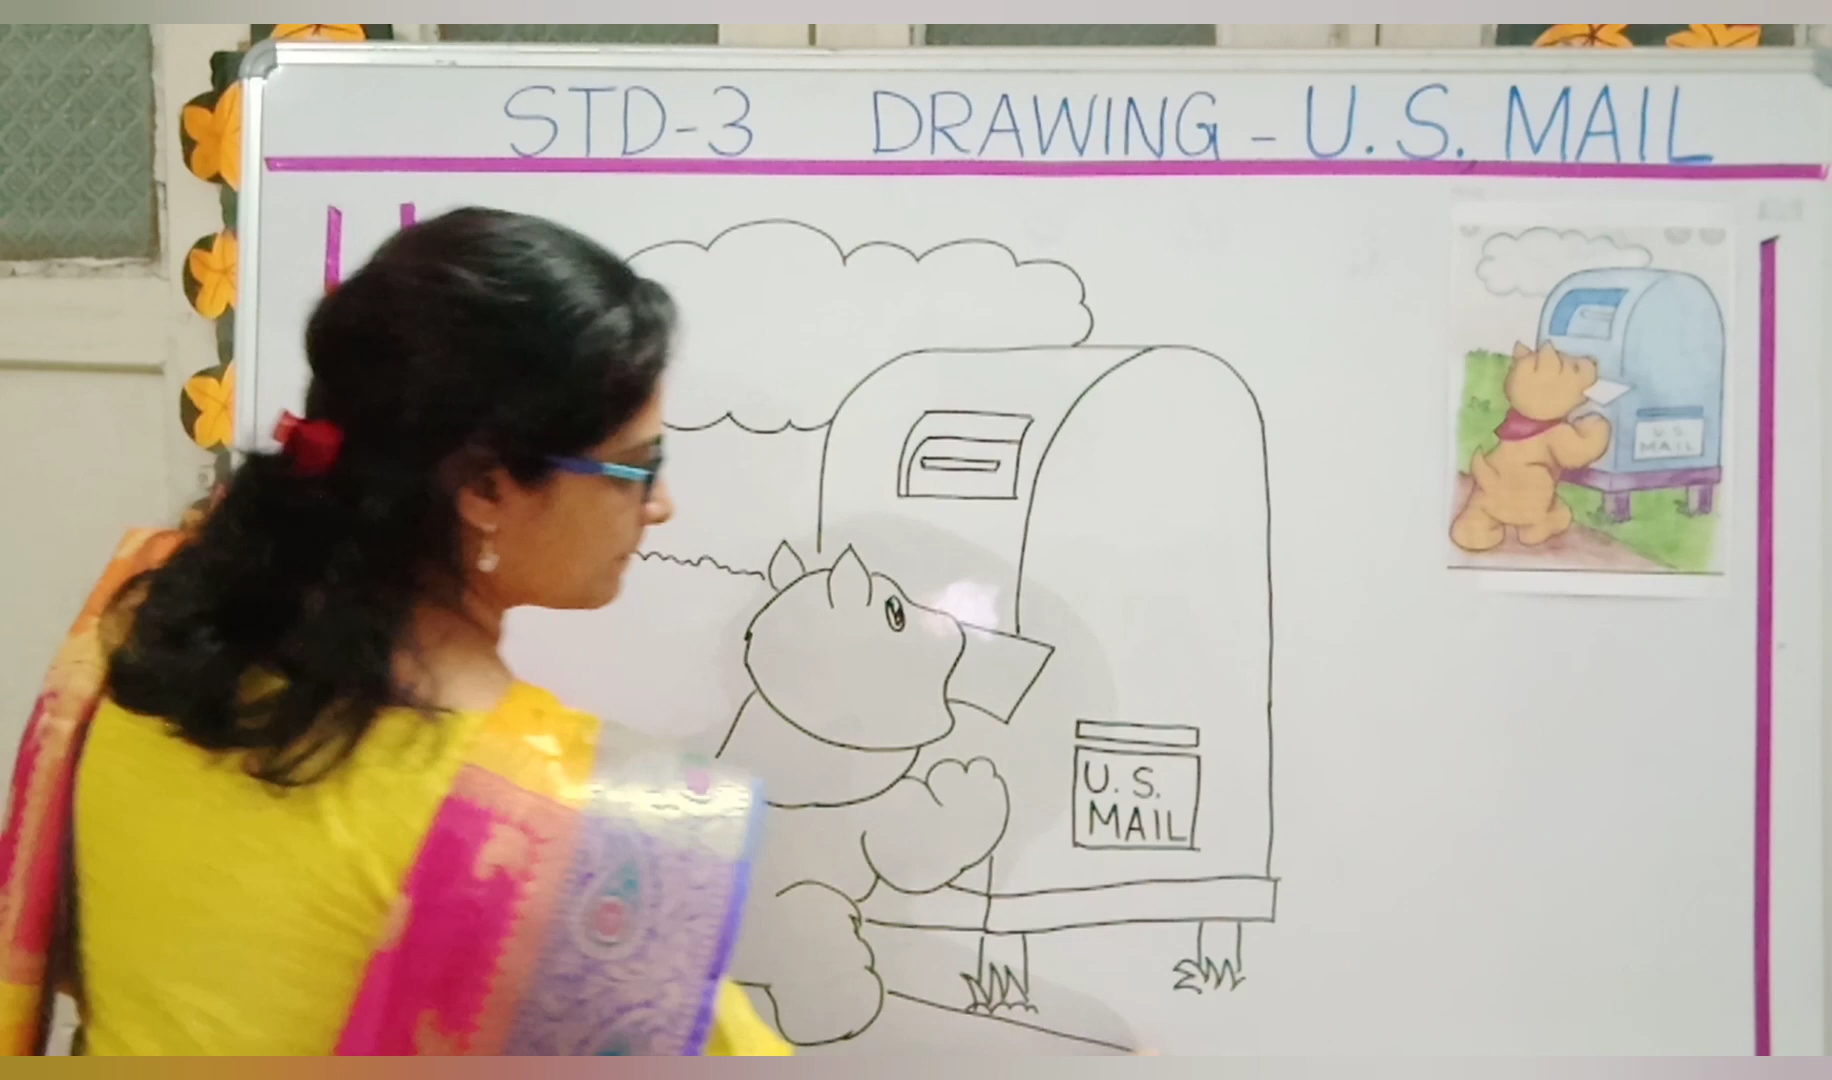 STD-3 DRAWING - U.S. MAIL
U.S.
MAIL
U.S
MAIL